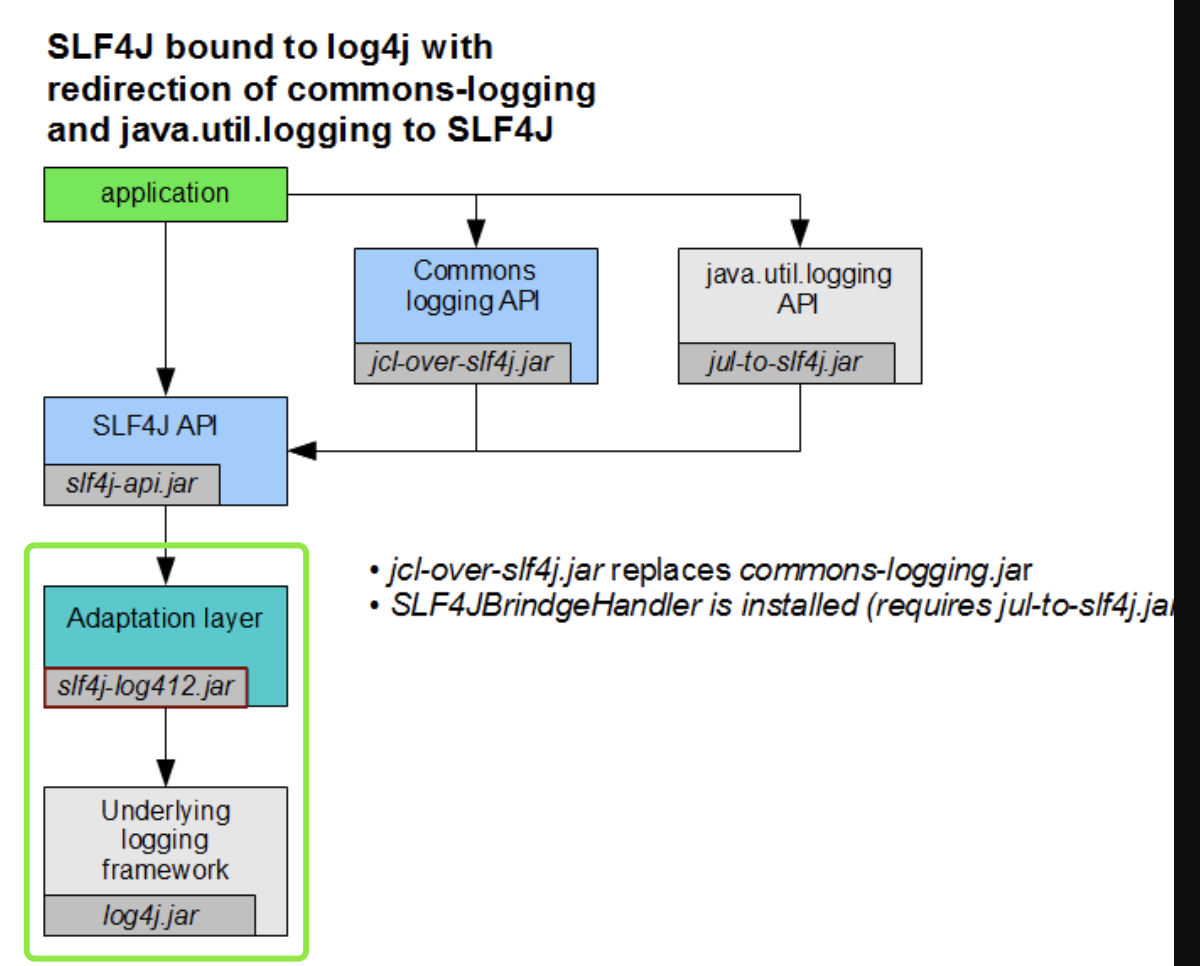 SLF4J bound to log4j with
redirection of commons-logging
and java.util.logging to SLF4J
application
Commons
logging API
jcl-over-slf4j.jar
java.util.logging
API
jul-to-slf4j.jar
SLF4J API
slf4j-api.jar
• jcl-over-slf4j.jar replaces commons-logging.jar
• SLF4JBrindgeHandler is installed (requires jul-to-slf4j.jar
Adaptation layer
slf4j-log412.jar
Underlying
logging
framework
log4j.jar